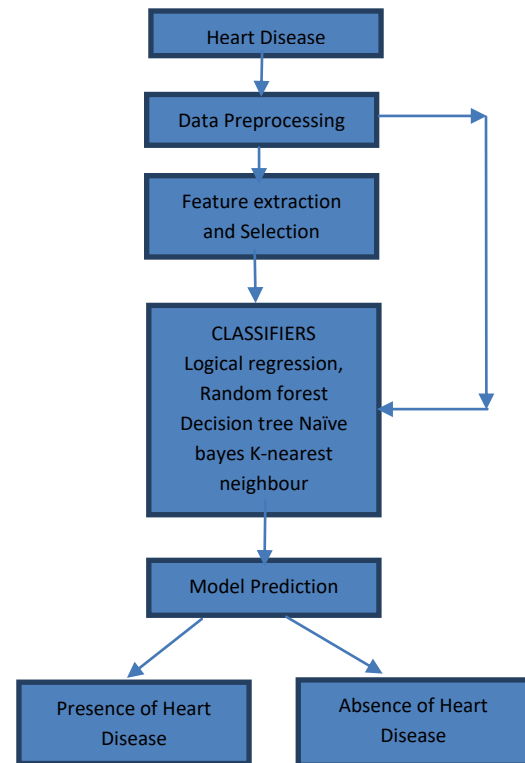 Heart Disease
Data Preprocessing
Feature extraction
and Selection
CLASSIFIERS
Logical regression,
Random forest
Decision tree Naïve
bayes K-nearest
neighbour
Model Prediction
Presence of Heart
Disease
Absence of Heart
Disease